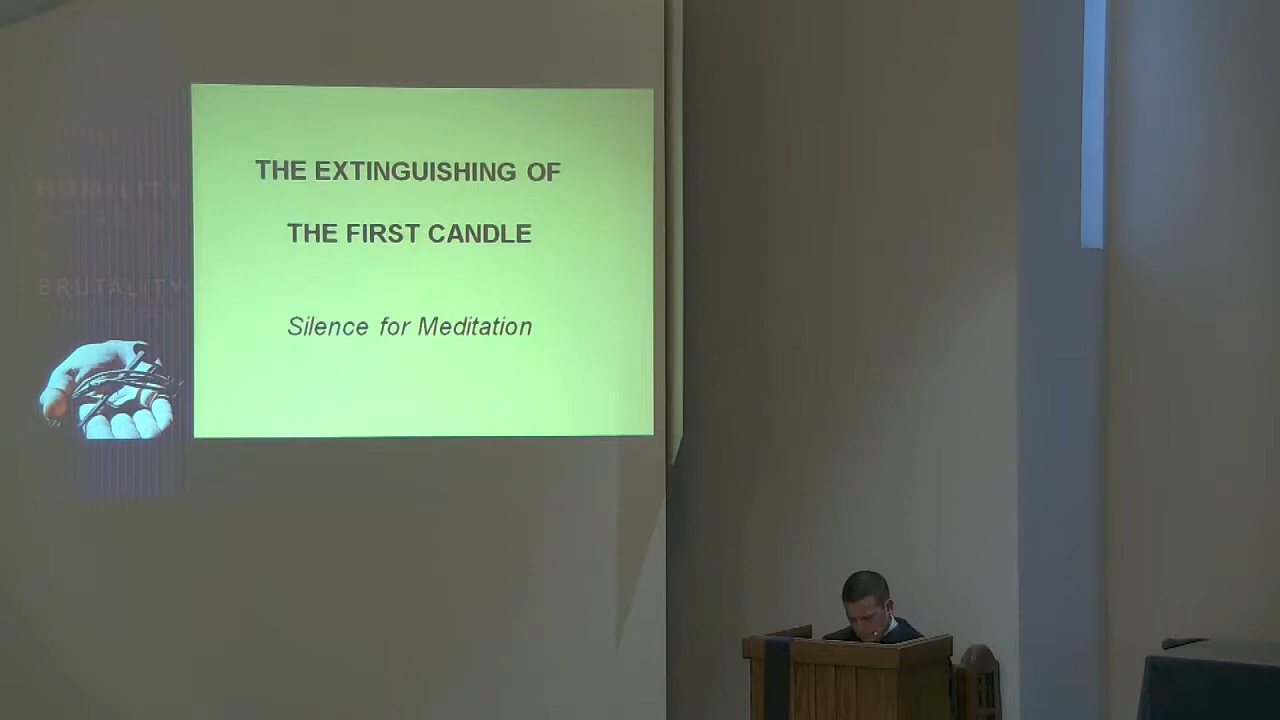 HUMILITY
BRUTALITY
THE EXTINGUISHING OF
THE FIRST CANDLE
Silence for Meditation